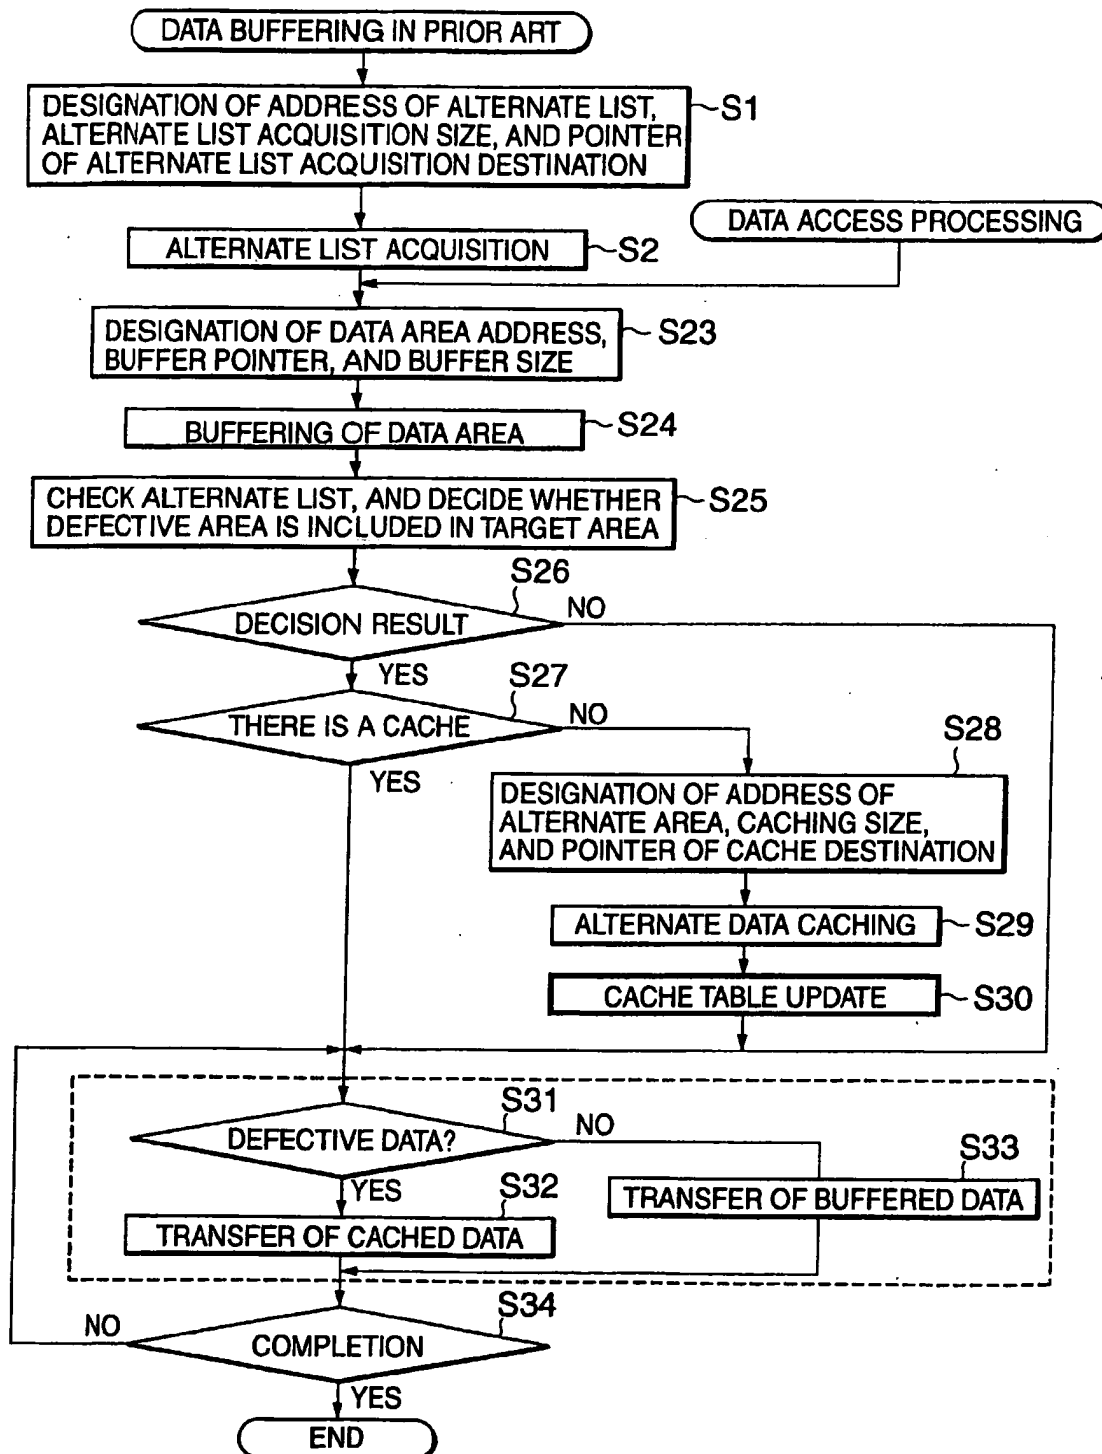 DATA BUFFERING IN PRIOR ART
DESIGNATION OF ADDRESS OF ALTERNATE LIST,
ALTERNATE LIST ACQUISITION SIZE, AND POINTER
OF ALTERNATE LIST ACQUISITION DESTINATION
S1
DATA ACCESS PROCESSING
ALTERNATE LIST ACQUISITION
S2
DESIGNATION OF DATA AREA ADDRESS,
BUFFER POINTER, AND BUFFER SIZE
S23
BUFFERING OF DATA AREA
S24
CHECK ALTERNATE LIST, AND DECIDE WHETHER
DEFECTIVE AREA IS INCLUDED IN TARGET AREA
S25
S26
DECISION RESULT
NO
YES
S27
THERE IS A CACHE
NO
YES
S28
DESIGNATION OF ADDRESS OF
ALTERNATE AREA, CACHING SIZE,
AND POINTER OF CACHE DESTINATION
ALTERNATE DATA CACHING
S29
CACHE TABLE UPDATE
S30
S31
DEFECTIVE DATA?
NO
YES
S32
TRANSFER OF CACHED DATA
S33
TRANSFER OF BUFFERED DATA
S34
COMPLETION
NO
YES
END